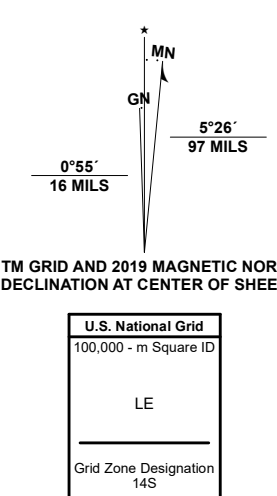 ★
MN
GN
5°26´
97 MILS
0°55´
16 MILS
TM GRID AND 2019 MAGNETIC NOR
DECLINATION AT CENTER OF SHEE
U.S. National Grid
100,000 - m Square ID
LE
Grid Zone Designation
14S